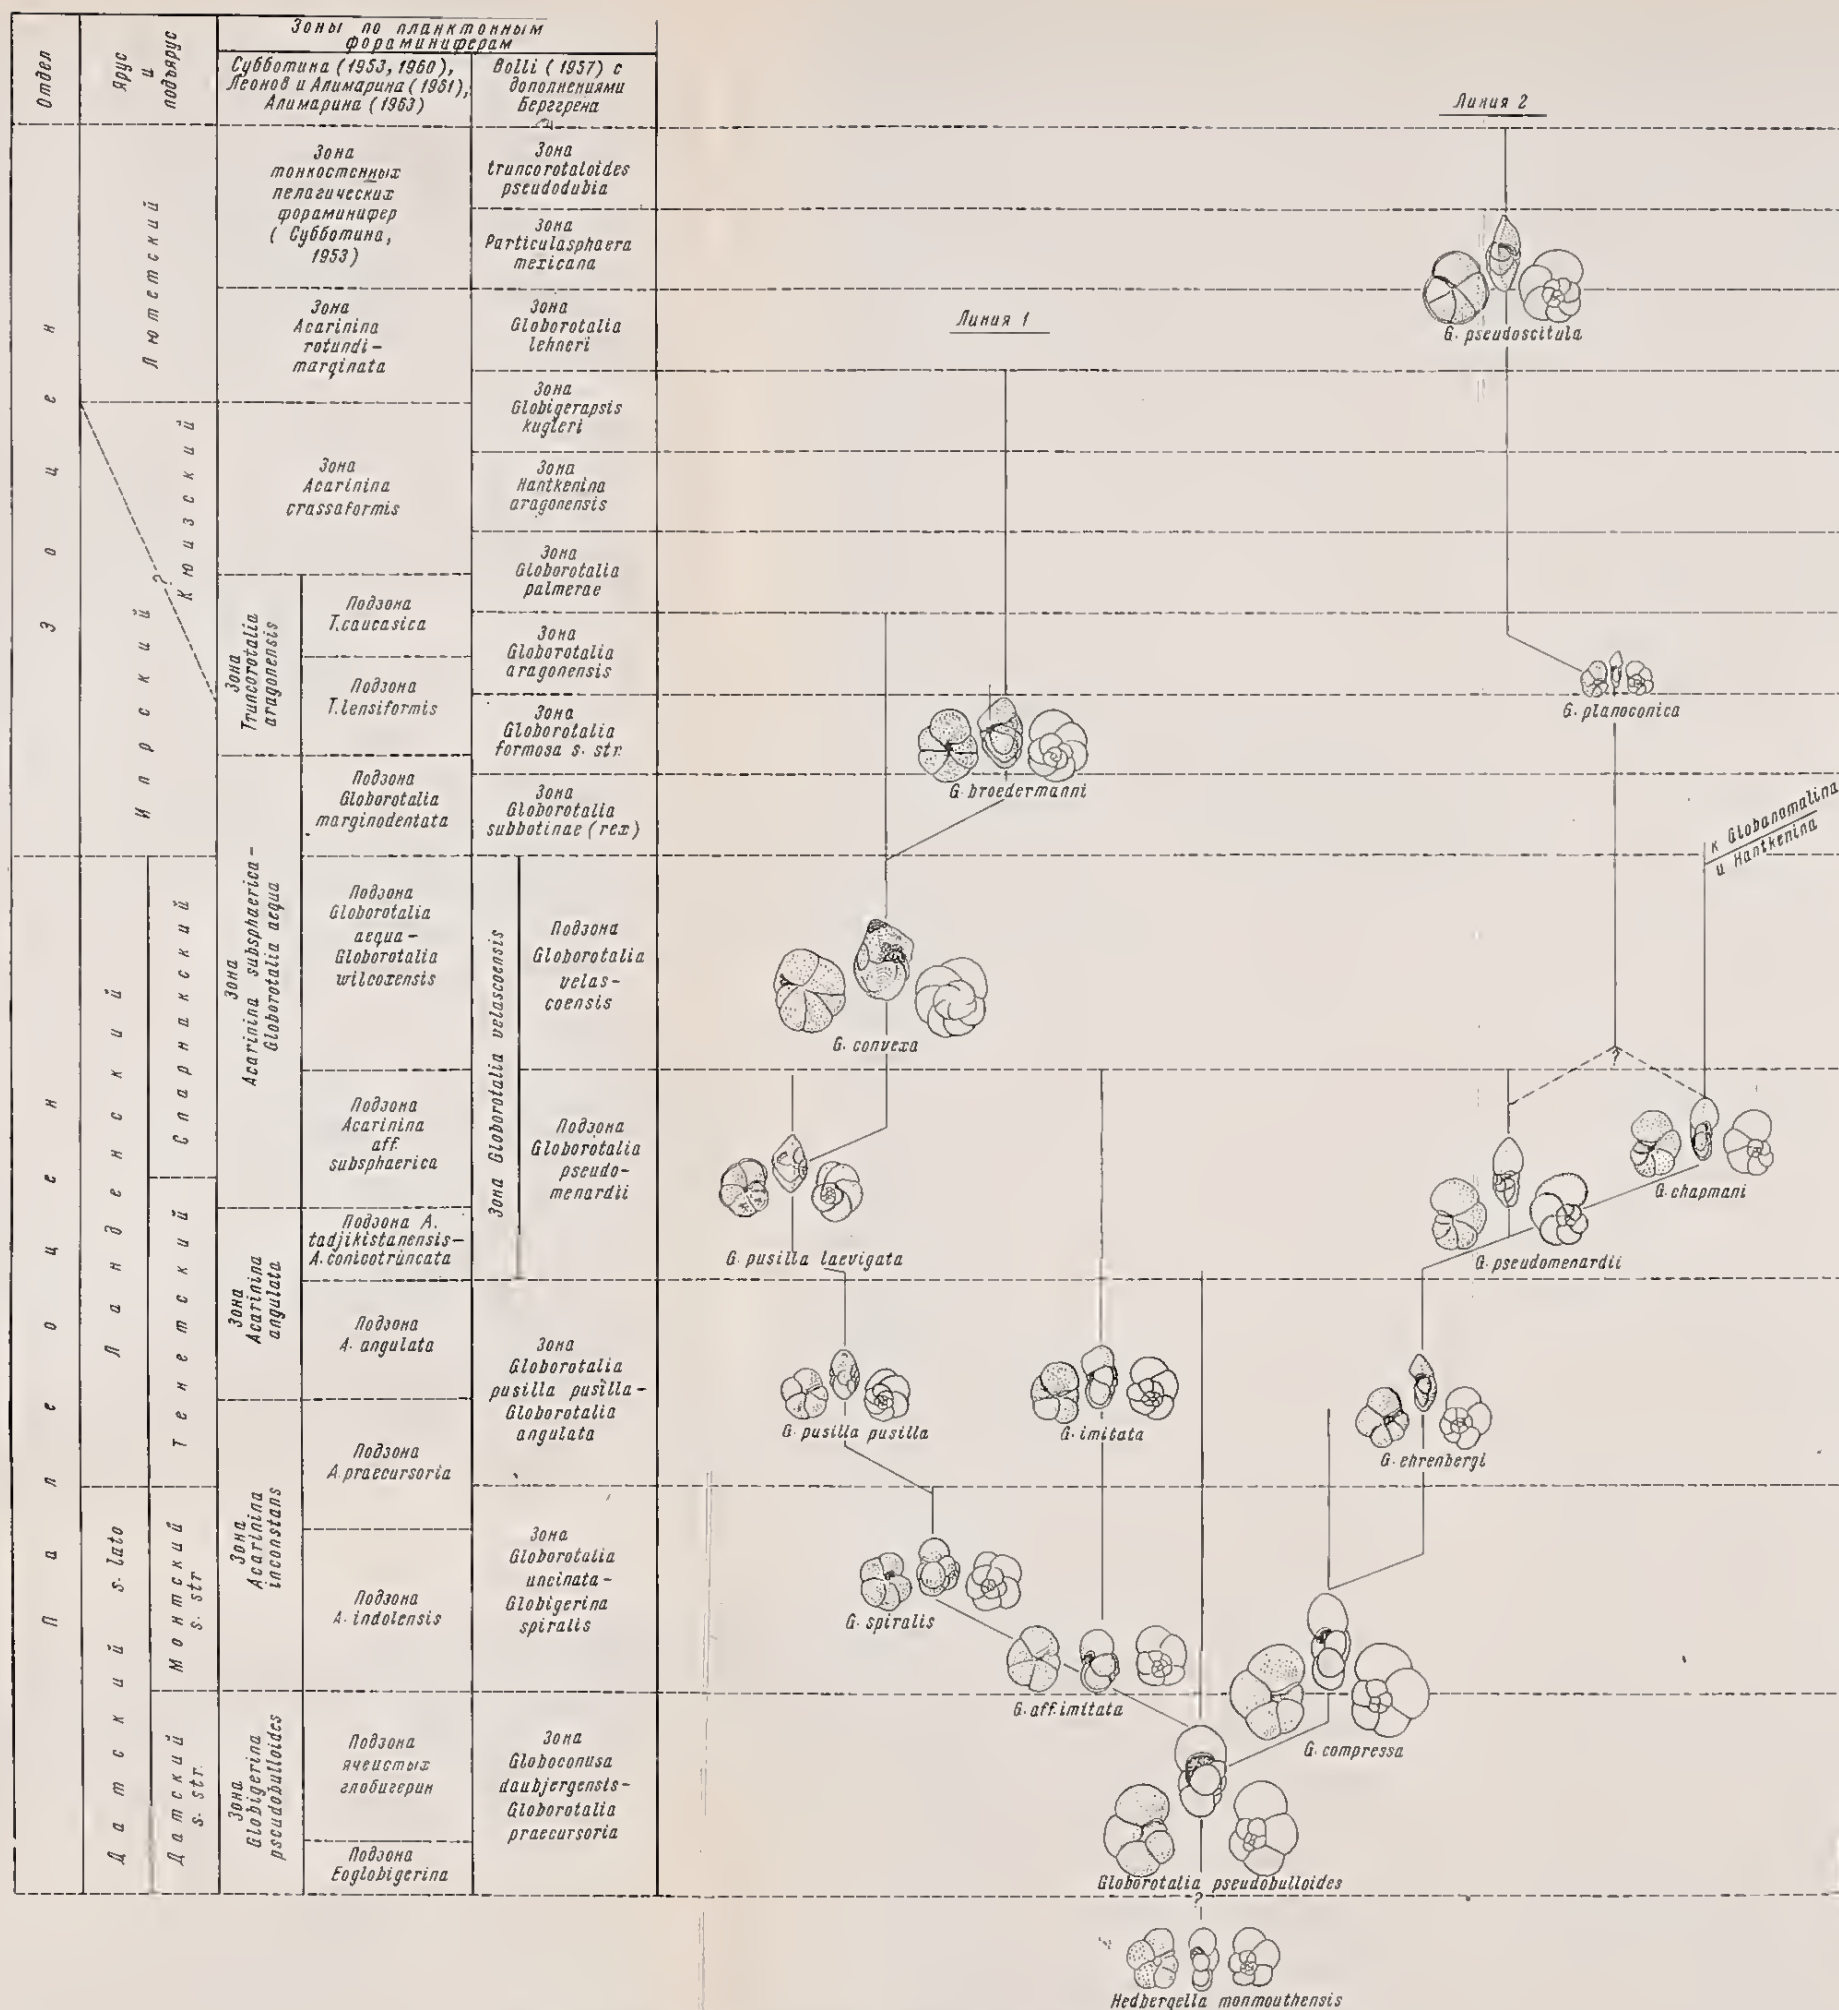 Отдел
Ярус
и
подъярус
Зоны по планктонным
фораминиферам
Субботина (1953, 1960),
Леонов и Алимарина (1961),
Алимарина (1963)
Bolli (1957) с
дополнениями
Берггрена
Эоцен
Палеоцен
Лютетский
Ипрский
Кюизский
?
Ланденский
Спарнакский
Тенетский
Датский s. lato
Монтский
s. str
Датский
s. str.
Зона
тонкостенных
пелагических
фораминифер
( Субботина,
1953)
Зона
Acarinina
rotundi-
marginata
Зона
Acarinina
crassaformis
Зона
Truncorotalia
aragonensis
Подзона
T.caucasica
Подзона
T.lensiformis
Зона
Acarinina subsphaerica-
Globorotalia aequa
Подзона
Globorotalia
marginodentata
Подзона
Globorotalia
aequa-
Globorotalia
wilcoxensis
Подзона
Acarinina
aff.
subsphaerica
Зона
Acarinina
angulata
Подзона A.
tadjikistanensis-
A.conicotruncata
Подзона
A. angulata
Зона
Acarinina
inconstans
Подзона
A.praecursoria
Подзона
A. indolensis
Зона
Globigerina
pseudobulloides
Подзона
ячеистых
глобигерин
Подзона
Eoglobigerina
Зона
truncorotaloides
pseudodubia
Зона
Particulasphaera
mexicana
Зона
Globorotalia
lehneri
Зона
Globigerapsis
kugleri
Зона
Hantkenina
aragonensis
Зона
Globorotalia
palmerae
Зона
Globorotalia
aragonensis
Зона
Globorotalia
formosa s. str.
Зона
Globorotalia
subbotinae (rex)
Зона Globorotalia velascoensis
Подзона
Globorotalia
velas-
coensis
Подзона
Globorotalia
pseudo-
menardii
Зона
Globorotalia
pusilla pusilla-
Globorotalia
angulata
Зона
Globorotalia
uncinata-
Globigerina
spiralis
Зона
Globoconusa
daubjergensis-
Globorotalia
praecursoria
Линия 2
Линия 1
G. pseudoscitula
G. planoconica
G. broedermanni
к Globanomalina
и Hantkenina
G. convexa
?
G. chapmani
G. pusilla laevigata
G. pseudomenardii
G. pusilla pusilla
G. imitata
G. ehrenbergi
G. spiralis
G. aff. imitata
G. compressa
Globorotalia pseudobulloides
?
Hedbergella monmouthensis